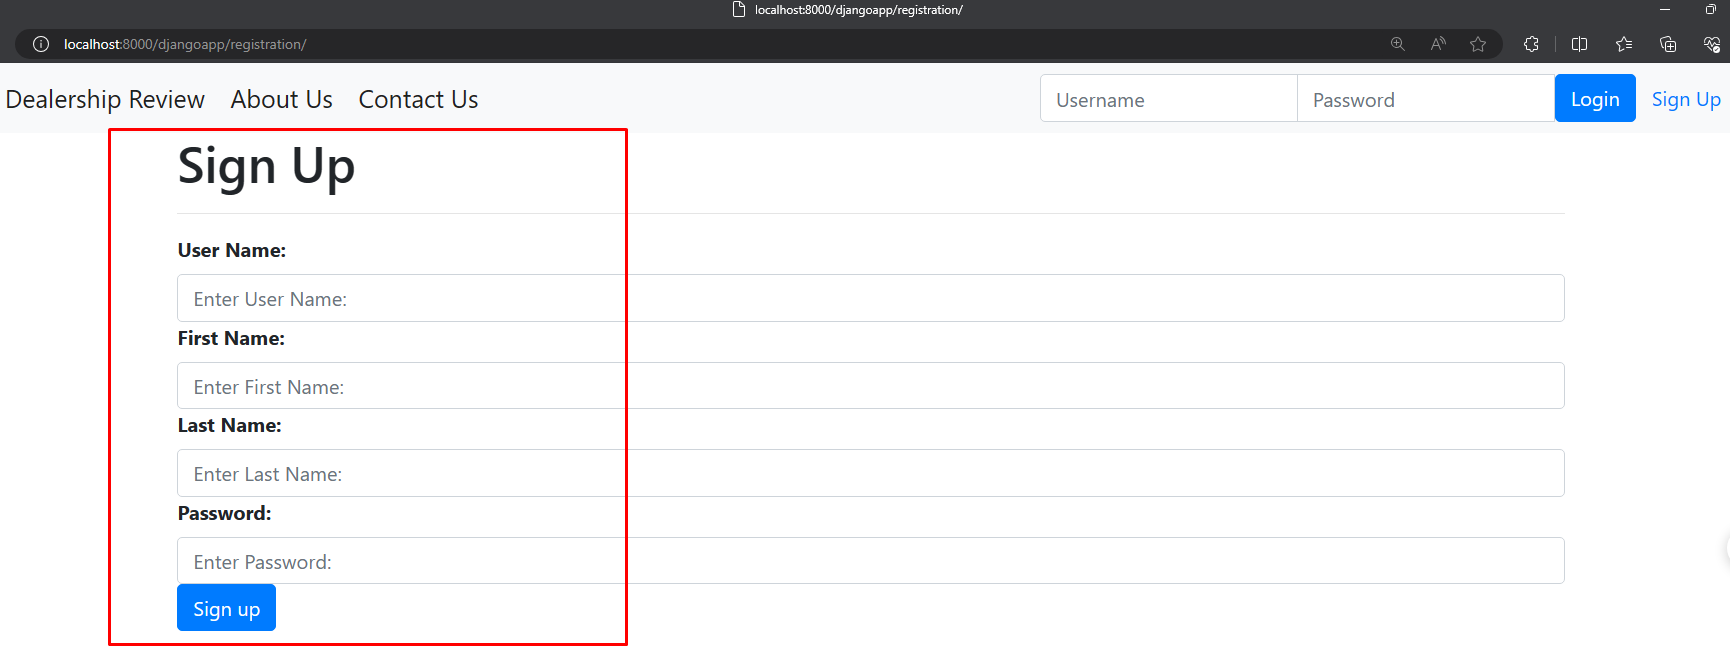 localhost:8000/djangoapp/registration/
localhost:8000/djangoapp/registration/
Dealership Review About Us Contact Us Username Password Login Sign Up
Sign Up
User Name:
Enter User Name:
First Name:
Enter First Name:
Last Name:
Enter Last Name:
Password:
Enter Password:
Sign up